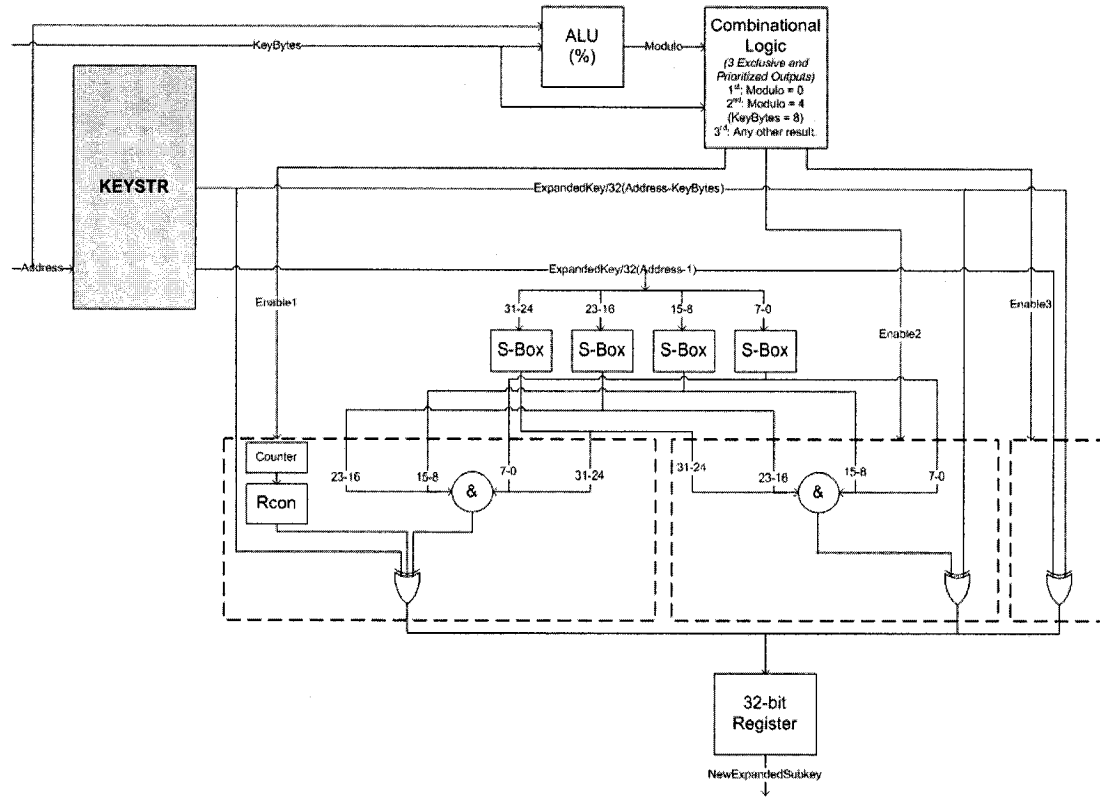 KeyBytes
ALU
(%)
Modulo
Combinational
Logic
(3 Exclusive and
Prioritized Outputs)
1st: Modulo = 0
2nd: Modulo = 4
(KeyBytes = 8)
3rd: Any other result.
KEYSTR
ExpandedKey/32(Address-KeyBytes)
Address
ExpandedKey/32(Address-1)
Enable1
31-24
23-16
15-8
7-0
Enable3
Enable2
S-Box
S-Box
S-Box
S-Box
Counter
Rcon
23-16
15-8
7-0
31-24
&
31-24
23-16
15-8
7-0
&
32-bit
Register
NewExpandedSubkey